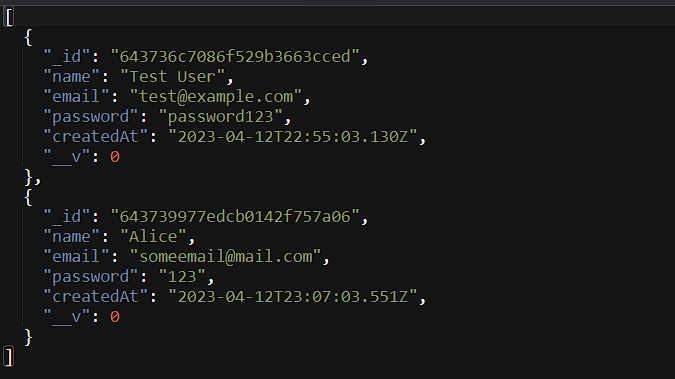 [
{
"_id": "643736c7086f529b3663cced",
"name": "Test User",
"email": "test@example.com",
"password": "password123",
"createdAt": "2023-04-12T22:55:03.130Z",
"__v": 0
},
{
"_id": "643739977edcb0142f757a06",
"name": "Alice",
"email": "someemail@mail.com",
"password": "123",
"createdAt": "2023-04-12T23:07:03.551Z",
"__v": 0
}
]